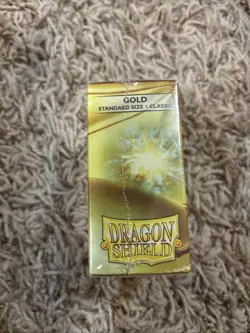 GOLD
STANDARD SIZE • CLASSIC
DRAGON
SHIELD